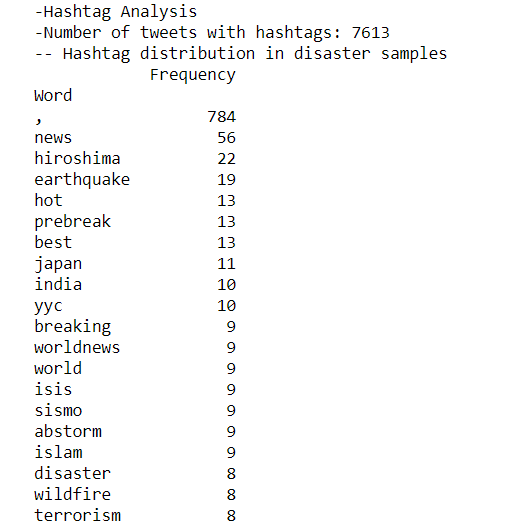 -Hashtag Analysis
-Number of tweets with hashtags: 7613
-- Hashtag distribution in disaster samples
Frequency
Word
, 784
news 56
hiroshima 22
earthquake 19
hot 13
prebreak 13
best 13
japan 11
india 10
yyc 10
breaking 9
worldnews 9
world 9
isis 9
sismo 9
abstorm 9
islam 9
disaster 8
wildfire 8
terrorism 8